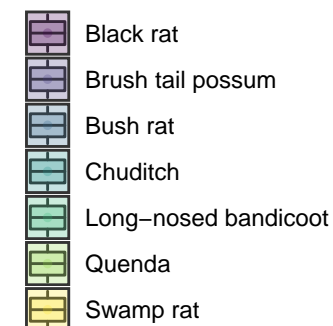 Black rat
Brush tail possum
Bush rat
Chuditch
Long−nosed bandicoot
Quenda
Swamp rat